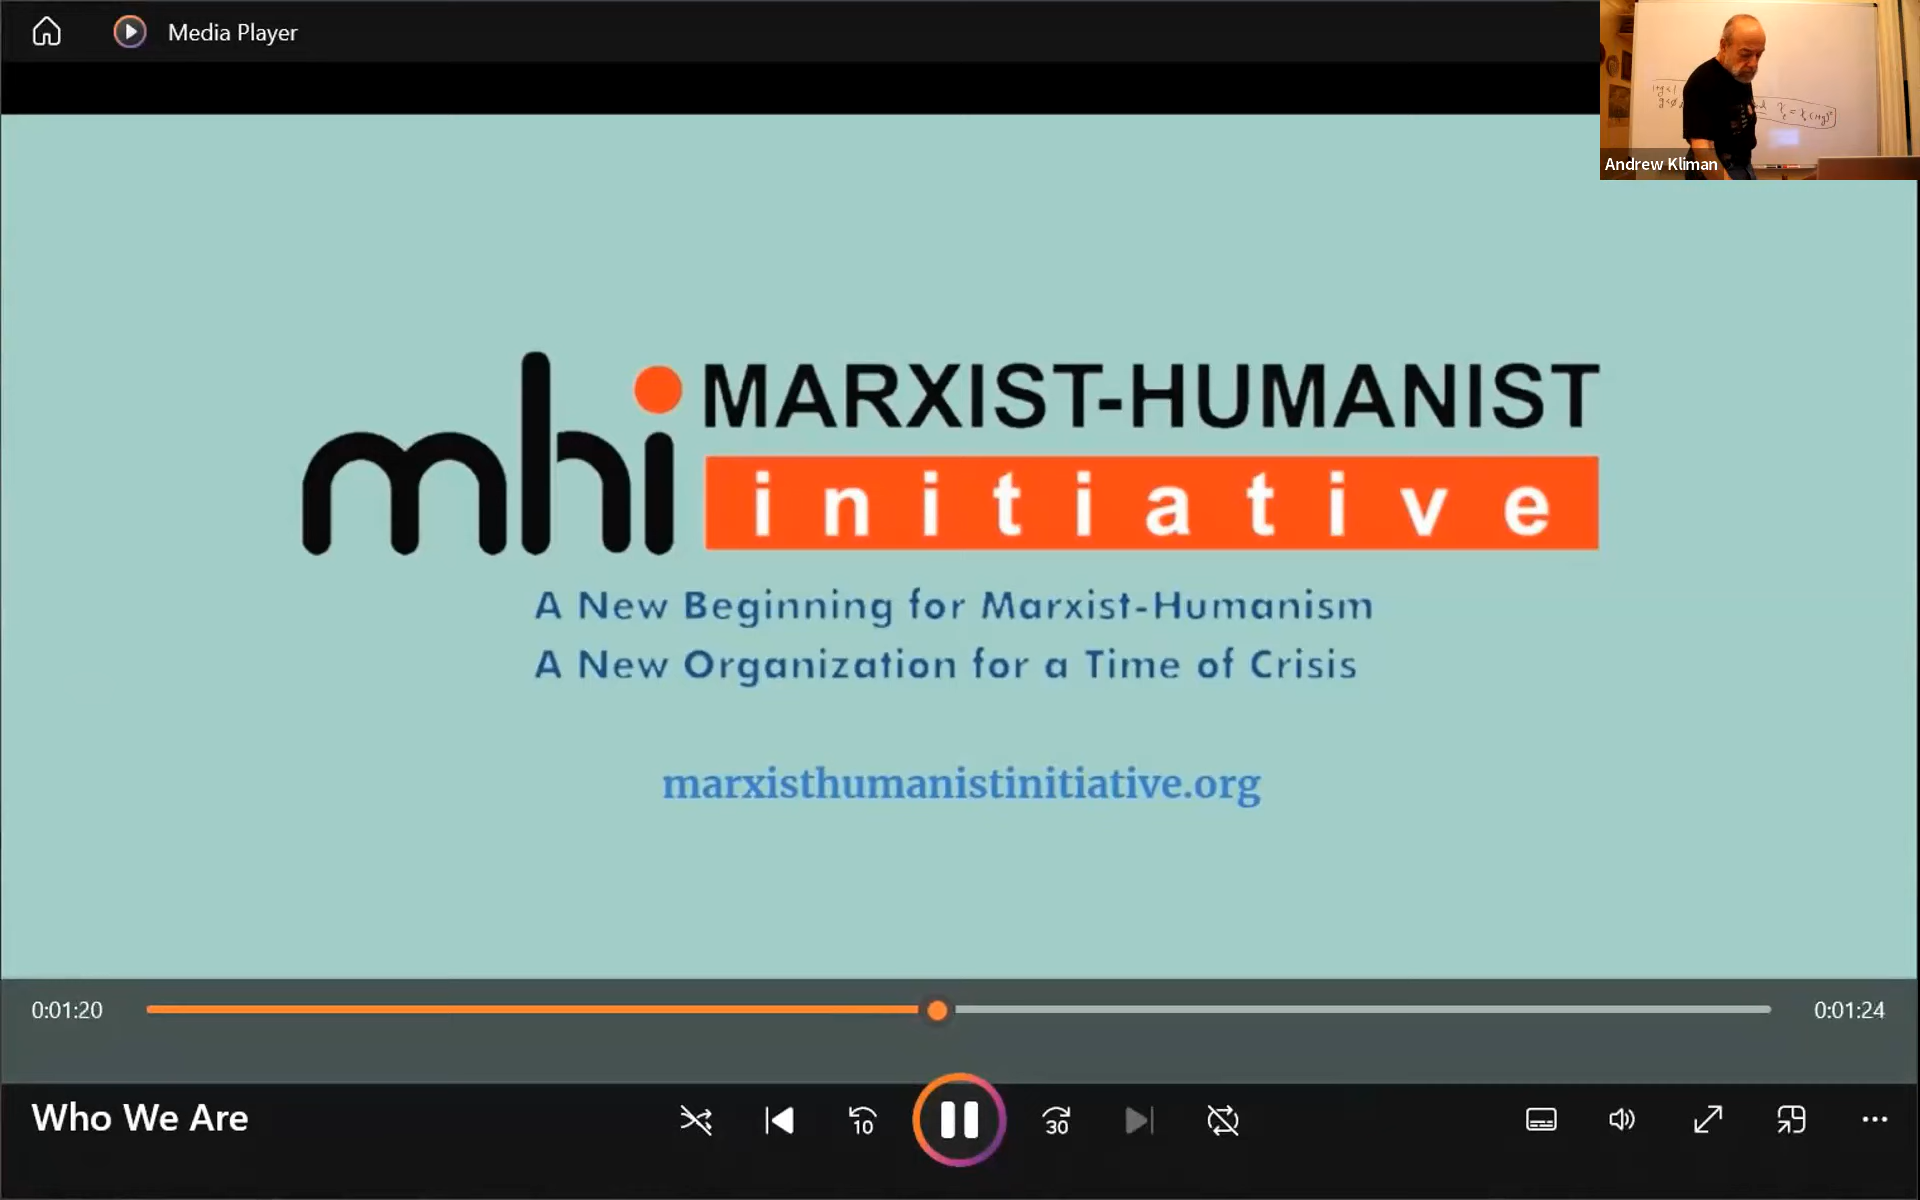 Media Player
Andrew Kliman
mhi
MARXIST-HUMANIST
initiative
A New Beginning for Marxist-Humanism
A New Organization for a Time of Crisis
marxisthumanistinitiative.org
0:01:20
0:01:24
Who We Are
10
30